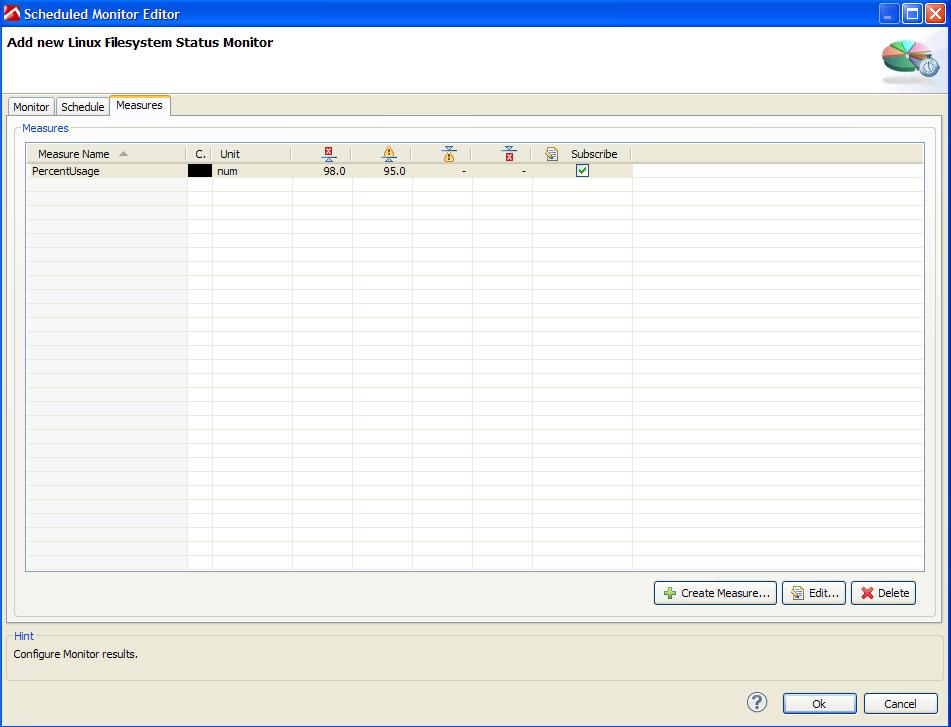 Scheduled Monitor Editor
Add new Linux Filesystem Status Monitor
Monitor Schedule Measures
Measures
Measure Name C. Unit Subscribe
PercentUsage num 98.0 95.0 - -
Create Measure... Edit... Delete
Hint
Configure Monitor results.
? Ok Cancel